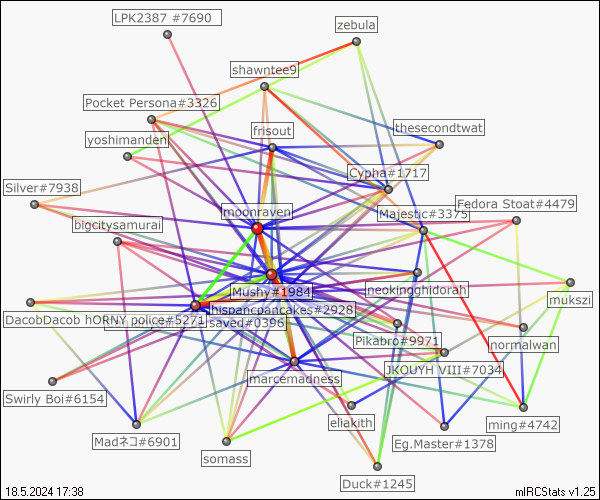 LPK2387 #7690
zebula
shawntee9
Pocket Persona#3326
frisout
thesecondtwat
yoshimanden
Cypha#1717
Silver#7938
Fedora Stoat#4479
moonraven
Majestic#3375
bigcitysamurai
Mushy#1984
neokingghidorah
mukszi
hispancpancakes#2928
DacobDacob hORNY police#5271
saved#0396
Pikabro#9971
normalwan
JKOUYH VIII#7034
marcemadness
Swirly Boi#6154
eliakith
ming#4742
Madネコ#6901
Eg.Master#1378
somass
Duck#1245
18.5.2024 17:38
mIRCStats v1.25